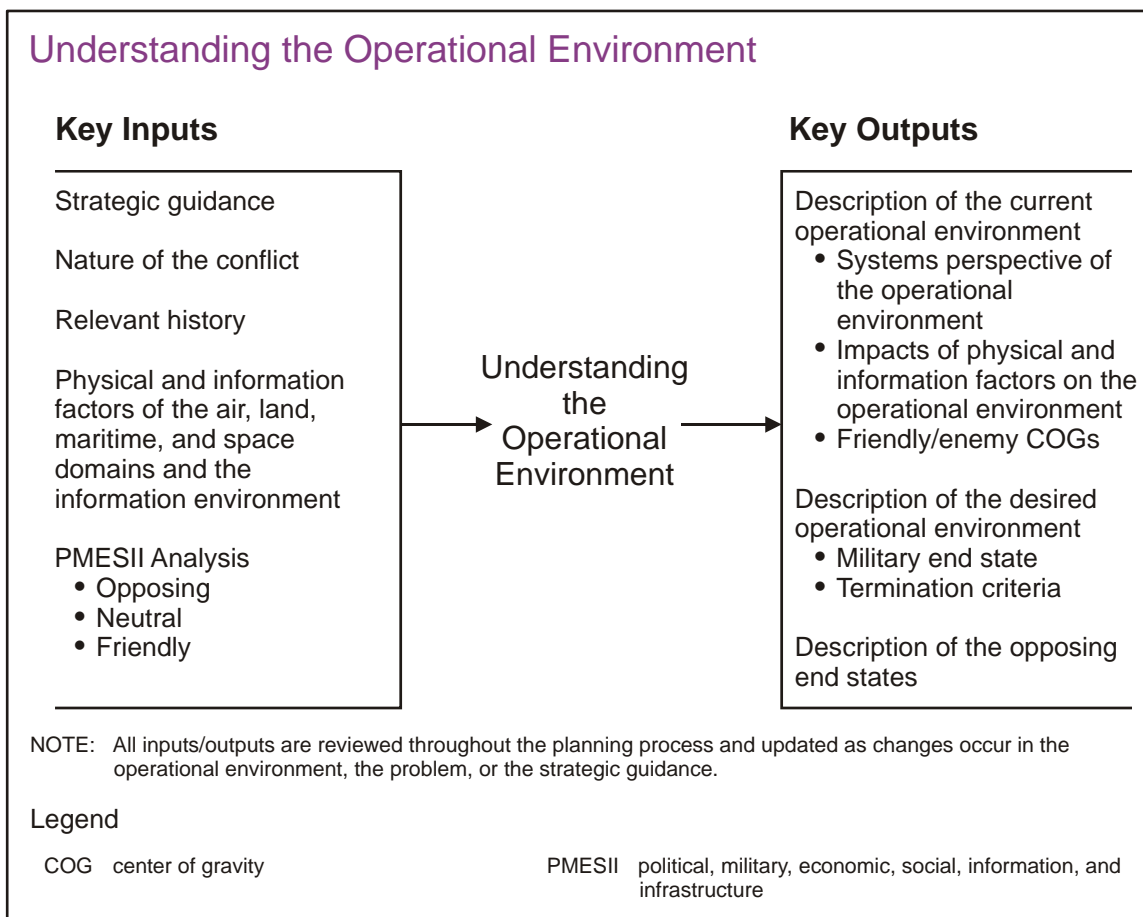 Understanding the Operational Environment
Key Inputs
Strategic guidance
Nature of the conflict
Relevant history
Physical and information
factors of the air, land,
maritime, and space
domains and the
information environment
PMESII Analysis
• Opposing
• Neutral
• Friendly
Understanding
the
Operational
Environment
Key Outputs
Description of the current
operational environment
• Systems perspective of
the operational
environment
• Impacts of physical and
information factors on the
operational environment
• Friendly/enemy COGs
Description of the desired
operational environment
• Military end state
• Termination criteria
Description of the opposing
end states
NOTE: All inputs/outputs are reviewed throughout the planning process and updated as changes occur in the
operational environment, the problem, or the strategic guidance.
Legend
COG center of gravity
PMESII political, military, economic, social, information, and
infrastructure